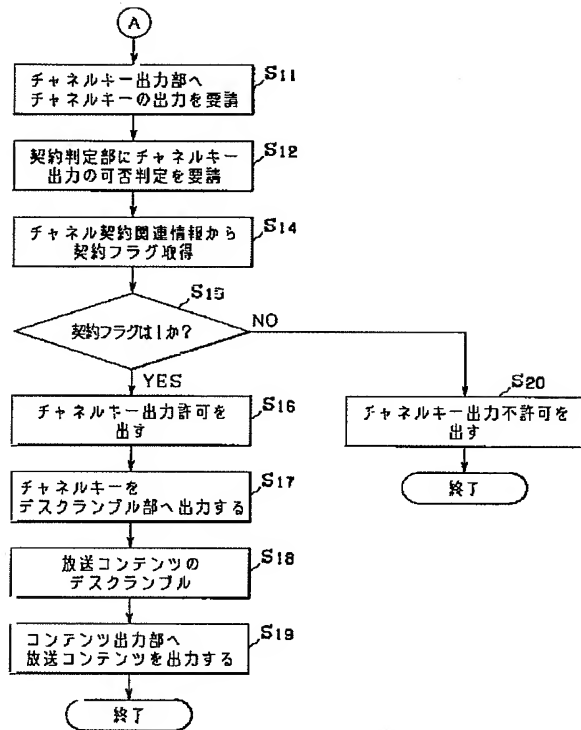 A
チャネルキー出力部へ
チャネルキーの出力を要請
S11
契約判定部にチャネルキー
出力の可否判定を要請
S12
チャネル契約関連情報から
契約フラグ取得
S14
契約フラグは1か?
S15
NO
YES
チャネルキー出力許可を
出す
S16
チャネルキー出力不許可を
出す
S20
終了
チャネルキーを
デスクランブル部へ出力する
S17
放送コンテンツの
デスクランブル
S18
コンテンツ出力部へ
放送コンテンツを出力する
S19
終了